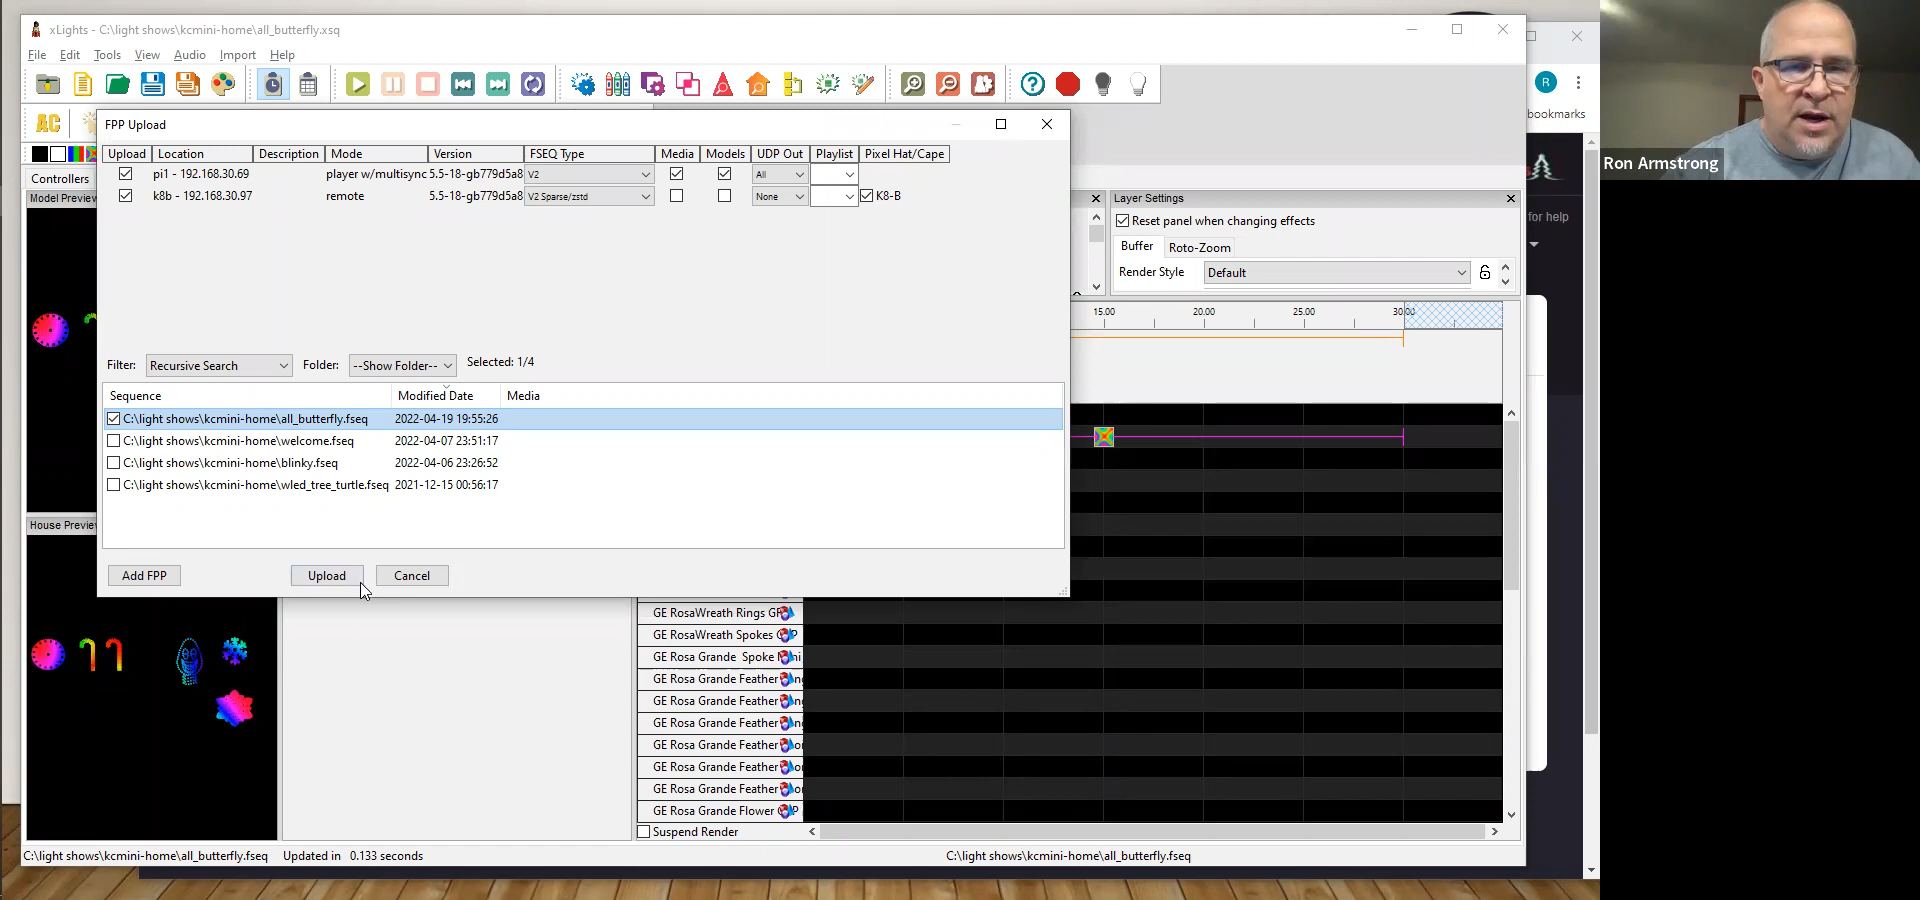 xLights - C:\light shows\kcmini-home\all_butterfly.xsq
File Edit Tools View Audio Import Help
AC
R
bookmarks
Ron Armstrong
for help
FPP Upload
Upload Location Description Mode Version FSEQ Type Media Models UDP Out Playlist Pixel Hat/Cape
pi1 - 192.168.30.69 player w/multisync 5.5-18-gb779d5a8 V2 All
k8b - 192.168.30.97 remote 5.5-18-gb779d5a8 V2 Sparse/zstd None K8-B
Controllers
Model Preview
Layer Settings
Reset panel when changing effects
Buffer Roto-Zoom
Render Style Default
15.00 20.00 25.00 30.00
Filter: Recursive Search Folder: --Show Folder-- Selected: 1/4
Sequence Modified Date Media
C:\light shows\kcmini-home\all_butterfly.fseq 2022-04-19 19:55:26
C:\light shows\kcmini-home\welcome.fseq 2022-04-07 23:51:17
C:\light shows\kcmini-home\blinky.fseq 2022-04-06 23:26:52
C:\light shows\kcmini-home\wled_tree_turtle.fseq 2021-12-15 00:56:17
House Preview
Add FPP Upload Cancel
GE RosaWreath Rings GP
GE RosaWreath Spokes GP
GE Rosa Grande Spoke
GE Rosa Grande Feather
GE Rosa Grande Feather
GE Rosa Grande Feather
GE Rosa Grande Feather
GE Rosa Grande Feather
GE Rosa Grande Feather
GE Rosa Grande Flower
Suspend Render
C:\light shows\kcmini-home\all_butterfly.fseq Updated in 0.133 seconds C:\light shows\kcmini-home\all_butterfly.fseq